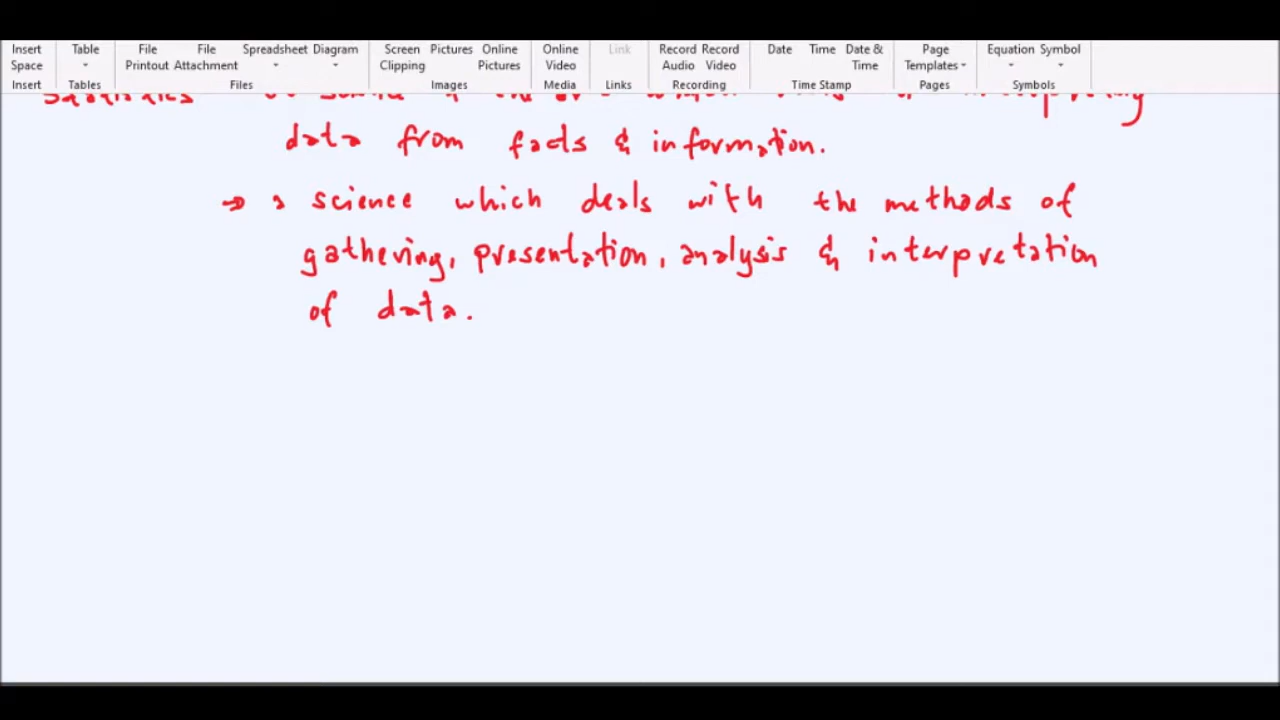 Insert Table File File Spreadsheet Diagram Screen Pictures Online Online Link Record Record Date Time Date & Page Equation Symbol
Space Printout Attachment Clipping Pictures Video Audio Video Time Templates
Insert Tables Files Images Media Links Recording Time Stamp Pages Symbols
Statistics
data from facts & information.
→ a science which deals with the methods of
gathering, presentation, analysis & interpretation
of data.